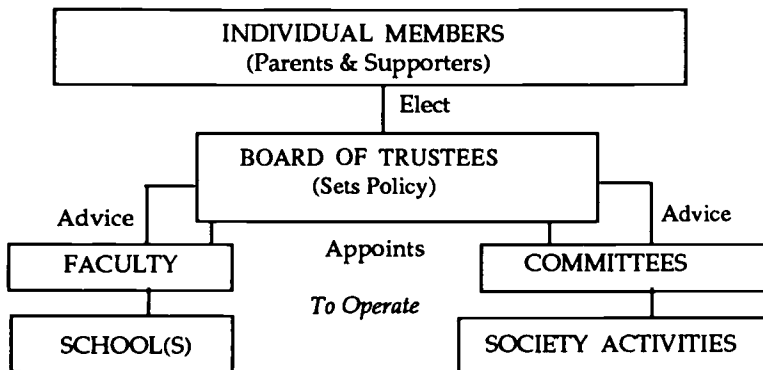 INDIVIDUAL MEMBERS
(Parents & Supporters)
Elect
BOARD OF TRUSTEES
(Sets Policy)
Advice
Advice
Appoints
FACULTY
COMMITTEES
To Operate
SCHOOL(S)
SOCIETY ACTIVITIES